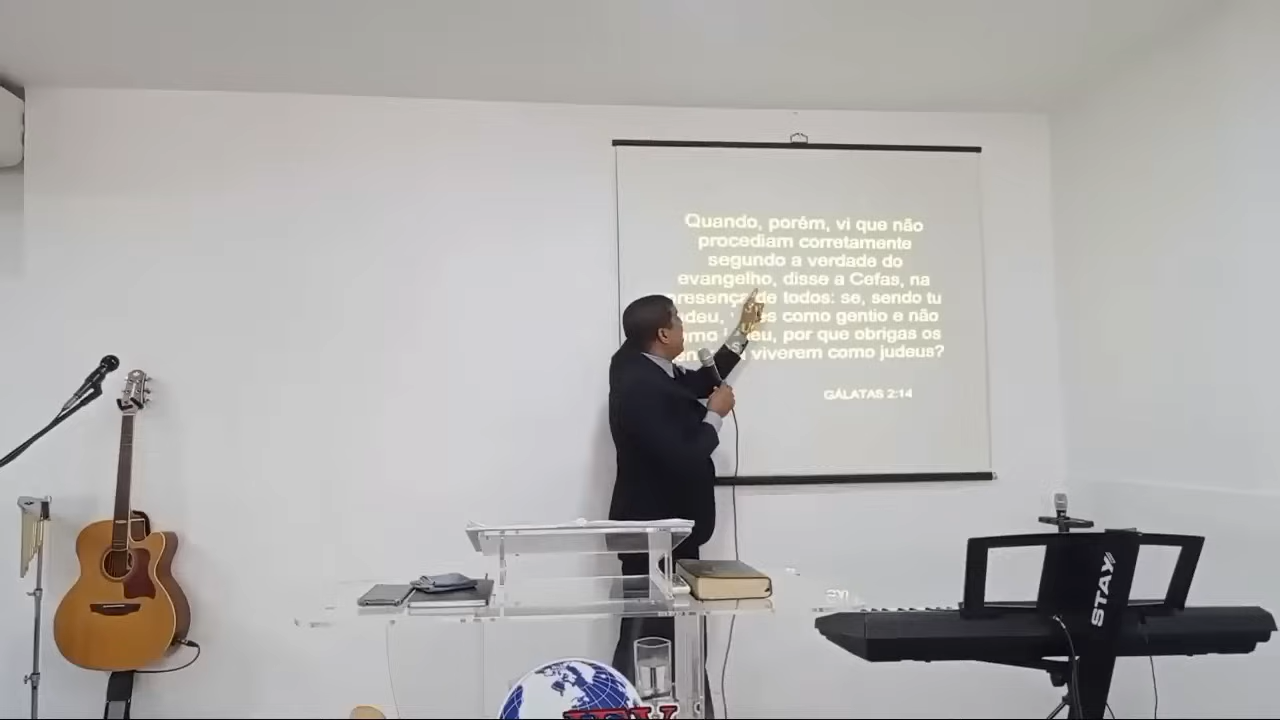 Quando, porém, vi que não
procediam corretamente
segundo a verdade do
evangelho, disse a Cefas, na
de todos: se, sendo tu
como gentio e não
por que obrigas os
viverem como judeus?
GÁLATAS 2:14
STAY